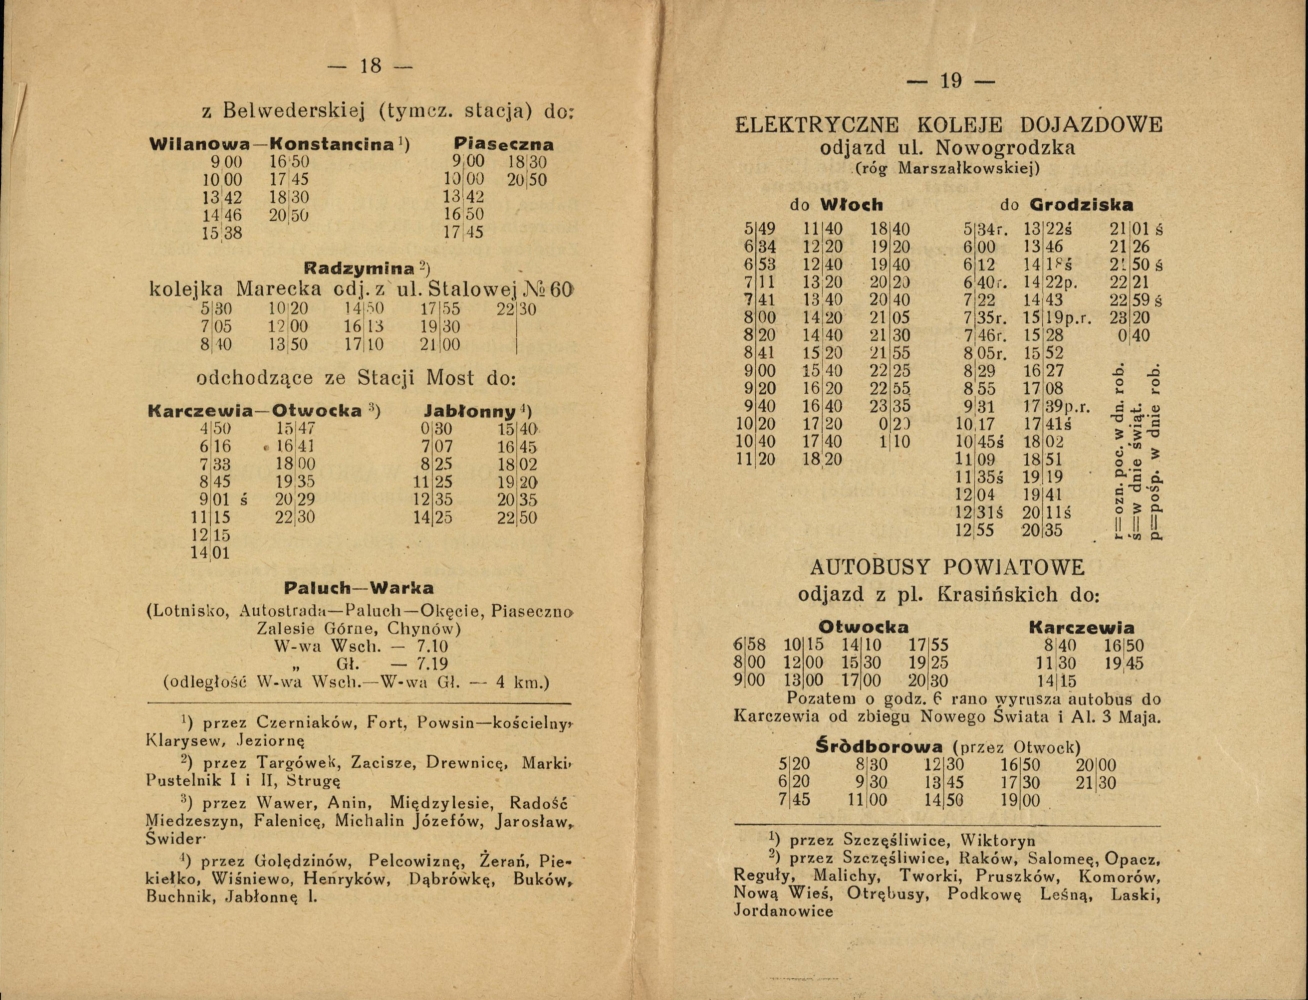 — 18 —
z Belwederskiej (tymcz. stacja) do:
Wilanowa—Konstancina ¹) Piaseczna
9 00 16 50 9|00 18|30
10 00 17 45 10|00 20|50
13|42 18|30 13|42
14|46 20|50 16|50
15|38 17|45
Radzymina ²)
kolejka Marecka odj. z ul. Stalowej № 60
5|30 10|20 14|50 17|55 22|30
7|05 12|00 16|13 19|30
8|40 13|50 17|10 21|00
odchodzące ze Stacji Most do:
Karczewia—Otwocka ³) Jabłonny ⁴)
4|50 15|47 0|30 15|40
6|16 16|41 7|07 16|45
7|33 18|00 8|25 18|02
8|45 19|35 11|25 19|20
9|01 ś 20|29 12|35 20|35
11|15 22|30 14|25 22|50
12|15
14|01
Paluch—Warka
(Lotnisko, Autostrada—Paluch—Okęcie, Piaseczno
Zalesie Górne, Chynów)
W-wa Wsch. — 7.10
„ Gł. — 7.19
(odległość W-wa Wsch.—W-wa Gł. — 4 km.)
¹) przez Czerniaków, Fort, Powsin—kościelny,
Klarysew, Jeziornę
²) przez Targówek, Zacisze, Drewnicę, Marki,
Pustelnik I i II, Strugę
³) przez Wawer, Anin, Międzylesie, Radość
Miedzeszyn, Falenicę, Michalin Józefów, Jarosław,
Świder
⁴) przez Golędzinów, Pelcowiznę, Żerań, Pie-
kiełko, Wiśniewo, Henryków, Dąbrówkę, Buków,
Buchnik, Jabłonnę I.
— 19 —
ELEKTRYCZNE KOLEJE DOJAZDOWE
odjazd ul. Nowogrodzka
(róg Marszałkowskiej)
do Włoch do Grodziska
5|49 11|40 18|40 5|34r. 13|22ś 21|01 ś
6|34 12|20 19|20 6|00 13|46 21|26
6|53 12|40 19|40 6|12 14|18ś 21|50 ś
7|11 13|20 20|20 6|40r. 14|22p. 22|21
7|41 13|40 20|40 7|22 14|43 22|59 ś
8|00 14|20 21|05 7|35r. 15|19p.r. 23|20
8|20 14|40 21|30 7|46r. 15|28 0|40
8|41 15|20 21|55 8|05r. 15|52
9|00 15|40 22|25 8|29 16|27
9|20 16|20 22|55 8|55 17|08
9|40 16|40 23|35 9|31 17|39p.r.
10|20 17|20 0|20 10|17 17|41ś
10|40 17|40 1|10 10|45ś 18|02
11|20 18|20 11|09 18|51
11|35ś 19|19
12|04 19|41
12|31ś 20|11ś
12|55 20|35
r=ozn. poc. w dn. rob.
ś=w dnie świąt.
p=pośp. w dnie rob.
AUTOBUSY POWIATOWE
odjazd z pl. Krasińskich do:
Otwocka Karczewia
6|58 10|15 14|10 17|55 8|40 16|50
8|00 12|00 15|30 19|25 11|30 19|45
9|00 13|00 17|00 20|30 14|15
Pozatem o godz. 6 rano wyrusza autobus do
Karczewia od zbiegu Nowego Świata i Al. 3 Maja.
Śródborowa (przez Otwock)
5|20 8|30 12|30 16|50 20|00
6|20 9|30 13|45 17|30 21|30
7|45 11|00 14|50 19|00
¹) przez Szczęśliwice, Wiktoryn
²) przez Szczęśliwice, Raków, Salomeę, Opacz,
Reguły, Malichy, Tworki, Pruszków, Komorów,
Nową Wieś, Otrębusy, Podkowę Leśną, Laski,
Jordanowice